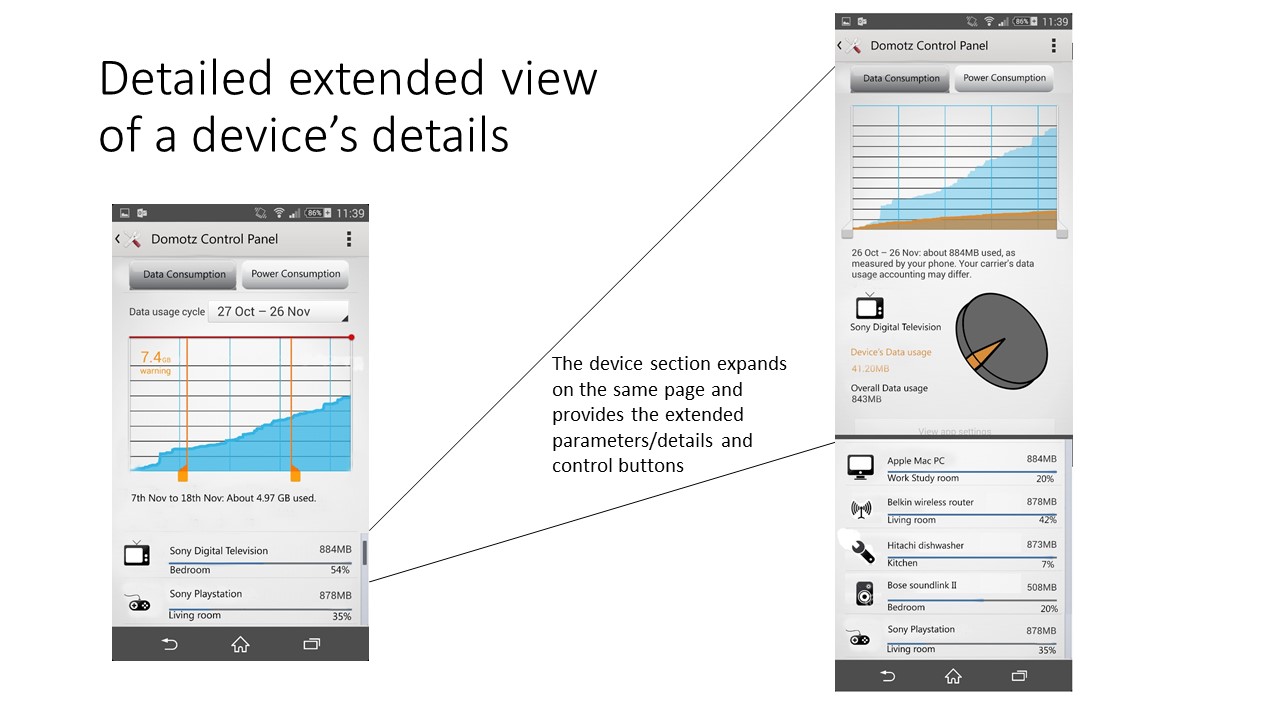 Detailed extended view
of a device’s details
86% 11:39
Domotz Control Panel
Data Consumption Power Consumption
Data usage cycle 27 Oct – 26 Nov
7.4GB
warning
7th Nov to 18th Nov: About 4.97 GB used.
Sony Digital Television 884MB
Bedroom 54%
Sony Playstation 878MB
Living room 35%
The device section expands
on the same page and
provides the extended
parameters/details and
control buttons
86% 11:39
Domotz Control Panel
Data Consumption Power Consumption
26 Oct – 26 Nov: about 884MB used, as
measured by your phone. Your carrier's data
usage accounting may differ.
Sony Digital Television
Device's Data usage
41.20MB
Overall Data usage
843MB
View app settings
Apple Mac PC 884MB
Work Study room 20%
Belkin wireless router 878MB
Living room 42%
Hitachi dishwasher 873MB
Kitchen 7%
Bose soundlink II 508MB
Bedroom 20%
Sony Playstation 878MB
Living room 35%